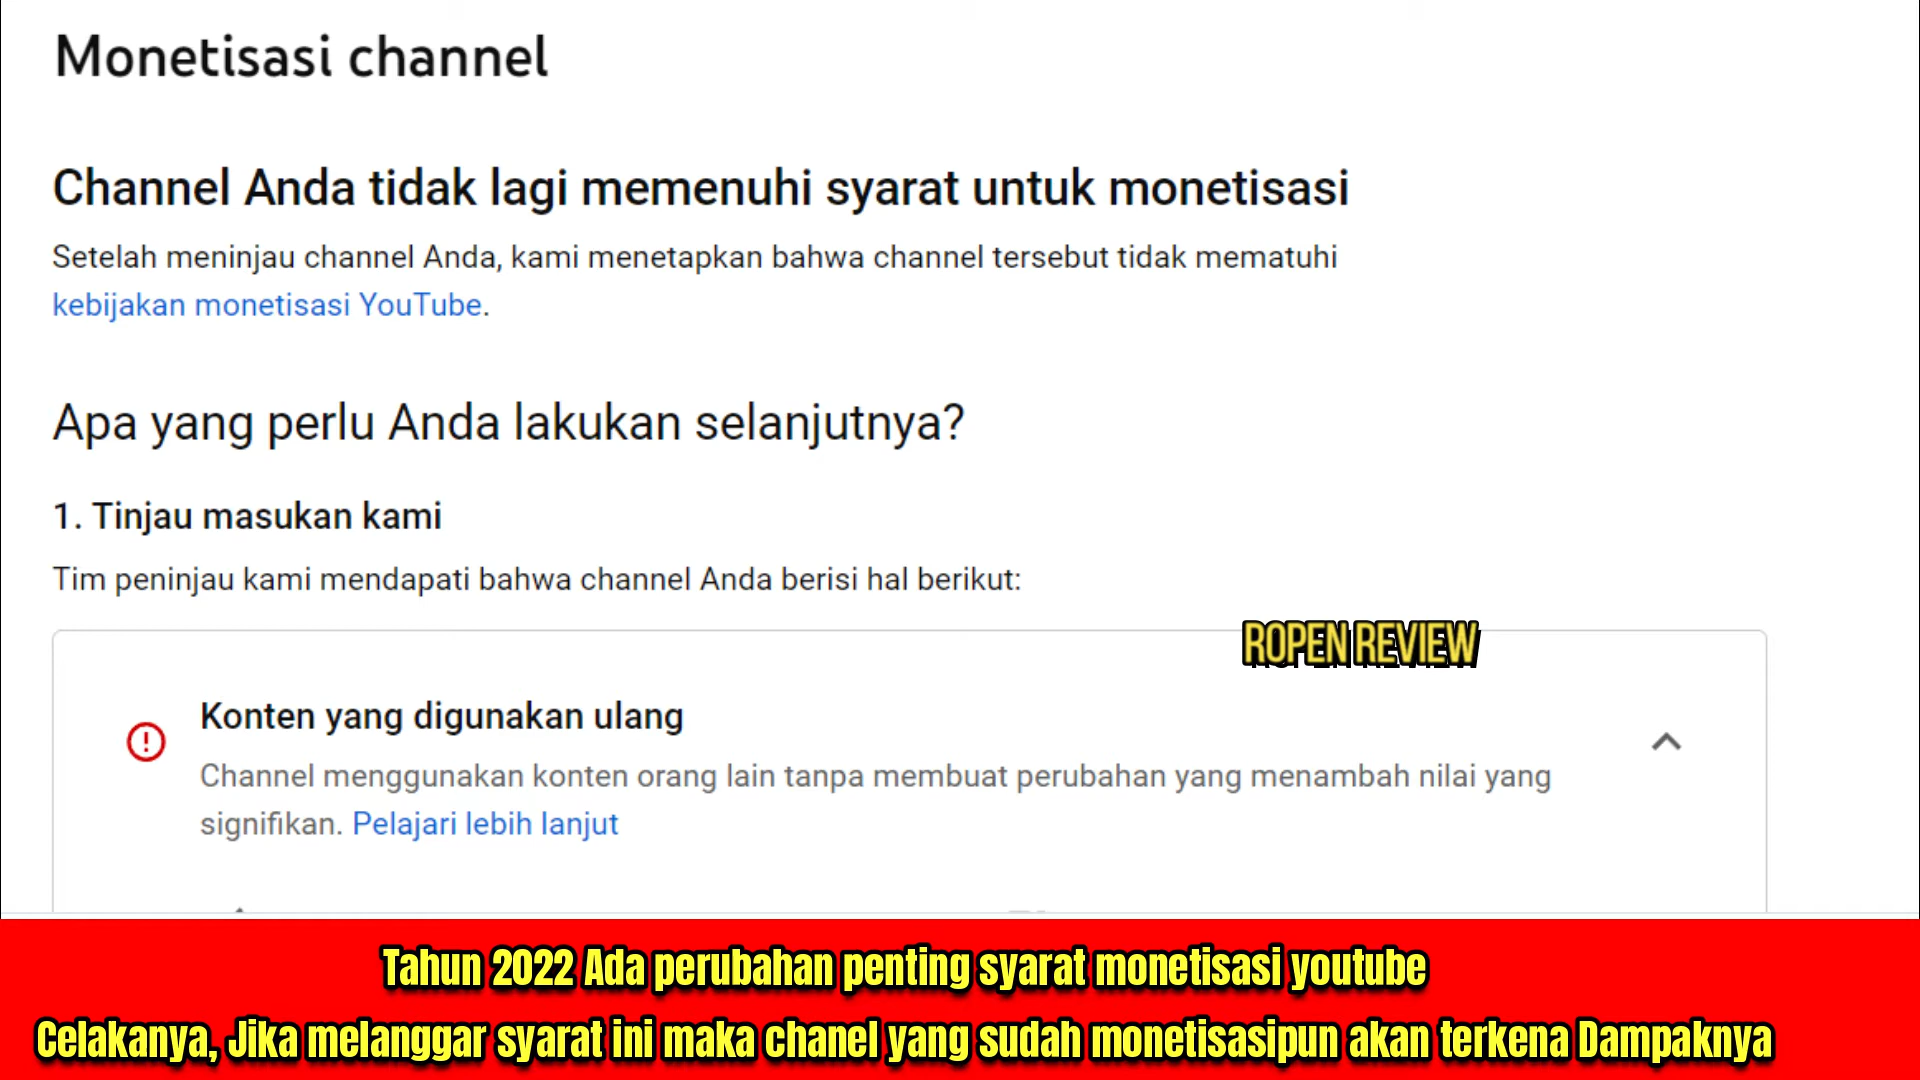 Monetisasi channel
Channel Anda tidak lagi memenuhi syarat untuk monetisasi
Setelah meninjau channel Anda, kami menetapkan bahwa channel tersebut tidak mematuhi
kebijakan monetisasi YouTube.
Apa yang perlu Anda lakukan selanjutnya?
1. Tinjau masukan kami
Tim peninjau kami mendapati bahwa channel Anda berisi hal berikut:
ROPEN REVIEW
Konten yang digunakan ulang
Channel menggunakan konten orang lain tanpa membuat perubahan yang menambah nilai yang
signifikan. Pelajari lebih lanjut
Tahun 2022 Ada perubahan penting syarat monetisasi youtube
Celakanya, Jika melanggar syarat ini maka chanel yang sudah monetisasipun akan terkena Dampaknya